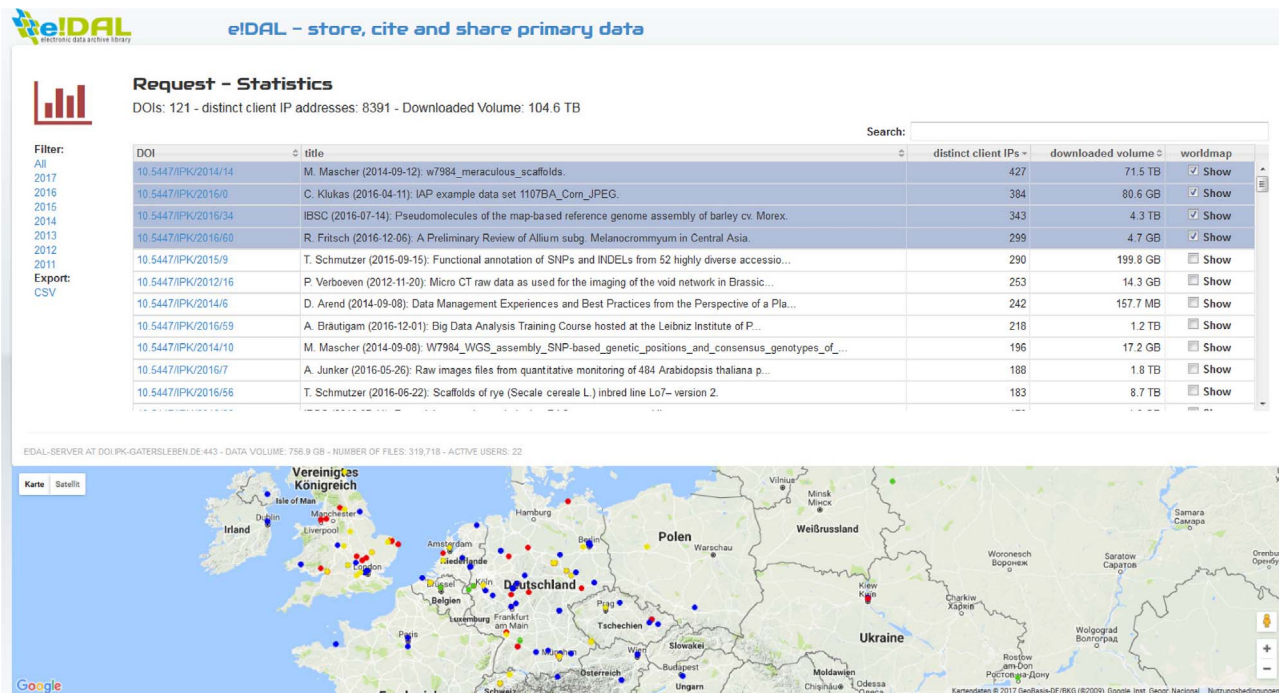 e!DAL
electronic data archive library
e!DAL - store, cite and share primary data
Request - Statistics
DOIs: 121 - distinct client IP addresses: 8391 - Downloaded Volume: 104.6 TB
Search:
Filter:
All
2017
2016
2015
2014
2013
2012
2011
Export:
CSV
DOI title distinct client IPs downloaded volume worldmap
10.5447/IPK/2014/14 M. Mascher (2014-09-12): w7984_meraculous_scaffolds. 427 71.5 TB Show
10.5447/IPK/2016/0 C. Klukas (2016-04-11): IAP example data set 1107BA_Corn_JPEG. 384 80.6 GB Show
10.5447/IPK/2016/34 IBSC (2016-07-14): Pseudomolecules of the map-based reference genome assembly of barley cv. Morex. 343 4.3 TB Show
10.5447/IPK/2016/60 R. Fritsch (2016-12-06): A Preliminary Review of Allium subg. Melanocrommyum in Central Asia. 299 4.7 GB Show
10.5447/IPK/2015/9 T. Schmutzer (2015-09-15): Functional annotation of SNPs and INDELs from 52 highly diverse accessio... 290 199.8 GB Show
10.5447/IPK/2012/16 P. Verboeven (2012-11-20): Micro CT raw data as used for the imaging of the void network in Brassic... 253 14.3 GB Show
10.5447/IPK/2014/6 D. Arend (2014-09-08): Data Management Experiences and Best Practices from the Perspective of a Pla... 242 157.7 MB Show
10.5447/IPK/2016/59 A. Bräutigam (2016-12-01): Big Data Analysis Training Course hosted at the Leibniz Institute of P... 218 1.2 TB Show
10.5447/IPK/2014/10 M. Mascher (2014-09-08): W7984_WGS_assembly_SNP-based_genetic_positions_and_consensus_genotypes_of_... 196 17.2 GB Show
10.5447/IPK/2016/7 A. Junker (2016-05-26): Raw images files from quantitative monitoring of 484 Arabidopsis thaliana p... 188 1.8 TB Show
10.5447/IPK/2016/56 T. Schmutzer (2016-06-22): Scaffolds of rye (Secale cereale L.) inbred line Lo7– version 2. 183 8.7 TB Show
E!DAL-SERVER AT DOI.IPK-GATERSLEBEN.DE:443 - DATA VOLUME: 756.9 GB - NUMBER OF FILES: 319,718 - ACTIVE USERS: 22
Karte Satellit
Vereinigtes
Königreich
Isle of Man
Dublin
Irland
Manchester
Liverpool
London
Hamburg
Amsterdam
Niederlande
Berlin
Polen
Warschau
Vilnius
Minsk
Мінск
Weißrussland
Samara
Самара
Woronesch
Воронеж
Saratow
Саратов
Brüssel
Köln
Deutschland
Belgien
Luxemburg
Frankfurt
am Main
Prag
Tschechien
Kiew
Київ
Charkiw
Харків
Wolgograd
Волгоград
Paris
München
Wien
Slowakei
Ukraine
Österreich
Budapest
Ungarn
Moldawien
Chișinău
Odessa
Одеса
Rostow
am-Don
Ростов-на-Дону
Schweiz
Google
Kartendaten © 2017 GeoBasis-DE/BKG (©2009), Google, Inst. Geogr. Nacional Nutzungsbedingungen